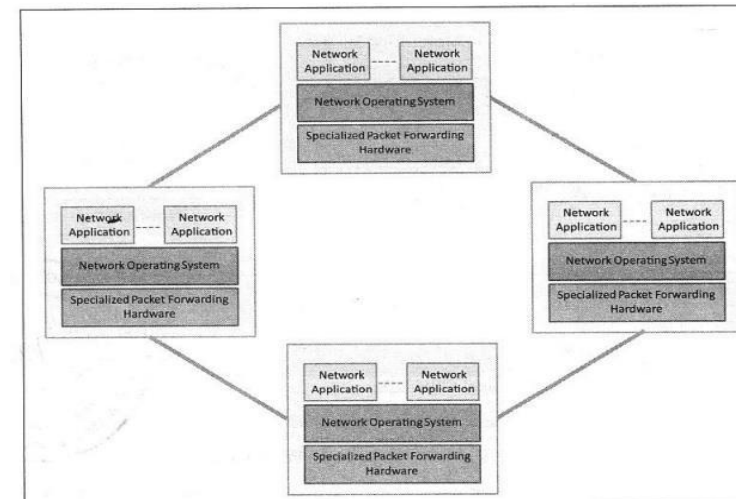 Network
Application
Network
Application
Network Operating System
Specialized Packet Forwarding
Hardware
Network
Application
Network
Application
Network Operating System
Specialized Packet Forwarding
Hardware
Network
Application
Network
Application
Network Operating System
Specialized Packet Forwarding
Hardware
Network
Application
Network
Application
Network Operating System
Specialized Packet Forwarding
Hardware